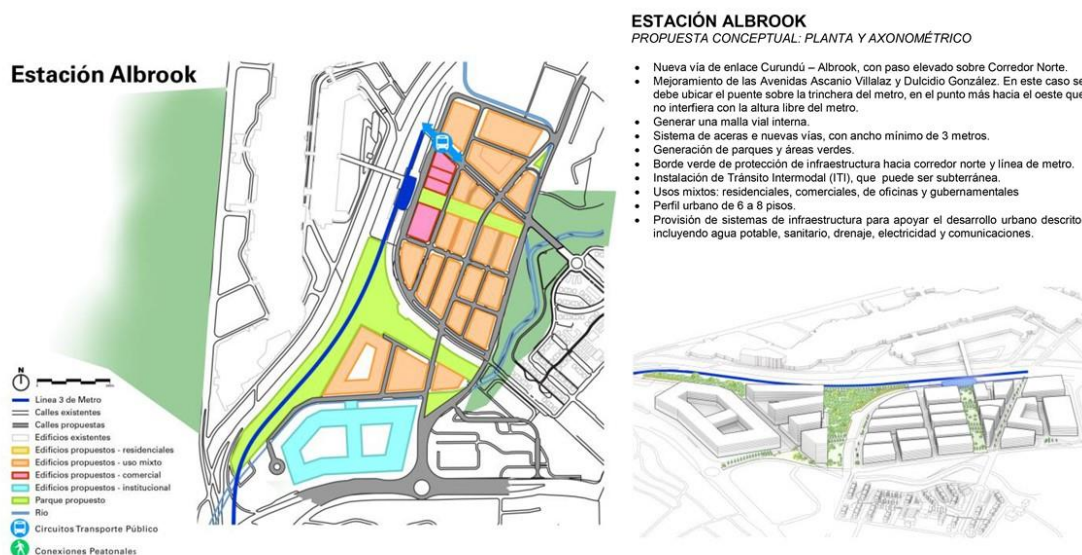 Estación Albrook
N
Línea 3 de Metro
Calles existentes
Calles propuestas
Edificios existentes
Edificios propuestos - residenciales
Edificios propuestos - uso mixto
Edificios propuestos - comercial
Edificios propuestos - institucional
Parque propuesto
Río
Circuitos Transporte Público
Conexiones Peatonales
ESTACIÓN ALBROOK
PROPUESTA CONCEPTUAL: PLANTA Y AXONOMÉTRICO
• Nueva vía de enlace Curundú – Albrook, con paso elevado sobre Corredor Norte.
• Mejoramiento de las Avenidas Ascanio Villalaz y Dulcidio González. En este caso se
debe ubicar el puente sobre la trinchera del metro, en el punto más hacia el oeste que
no interfiera con la altura libre del metro.
• Generar una malla vial interna.
• Sistema de aceras e nuevas vías, con ancho mínimo de 3 metros.
• Generación de parques y áreas verdes.
• Borde verde de protección de infraestructura hacia corredor norte y línea de metro.
• Instalación de Tránsito Intermodal (ITI), que puede ser subterránea.
• Usos mixtos: residenciales, comerciales, de oficinas y gubernamentales
• Perfil urbano de 6 a 8 pisos.
• Provisión de sistemas de infraestructura para apoyar el desarrollo urbano descrito
incluyendo agua potable, sanitario, drenaje, electricidad y comunicaciones.